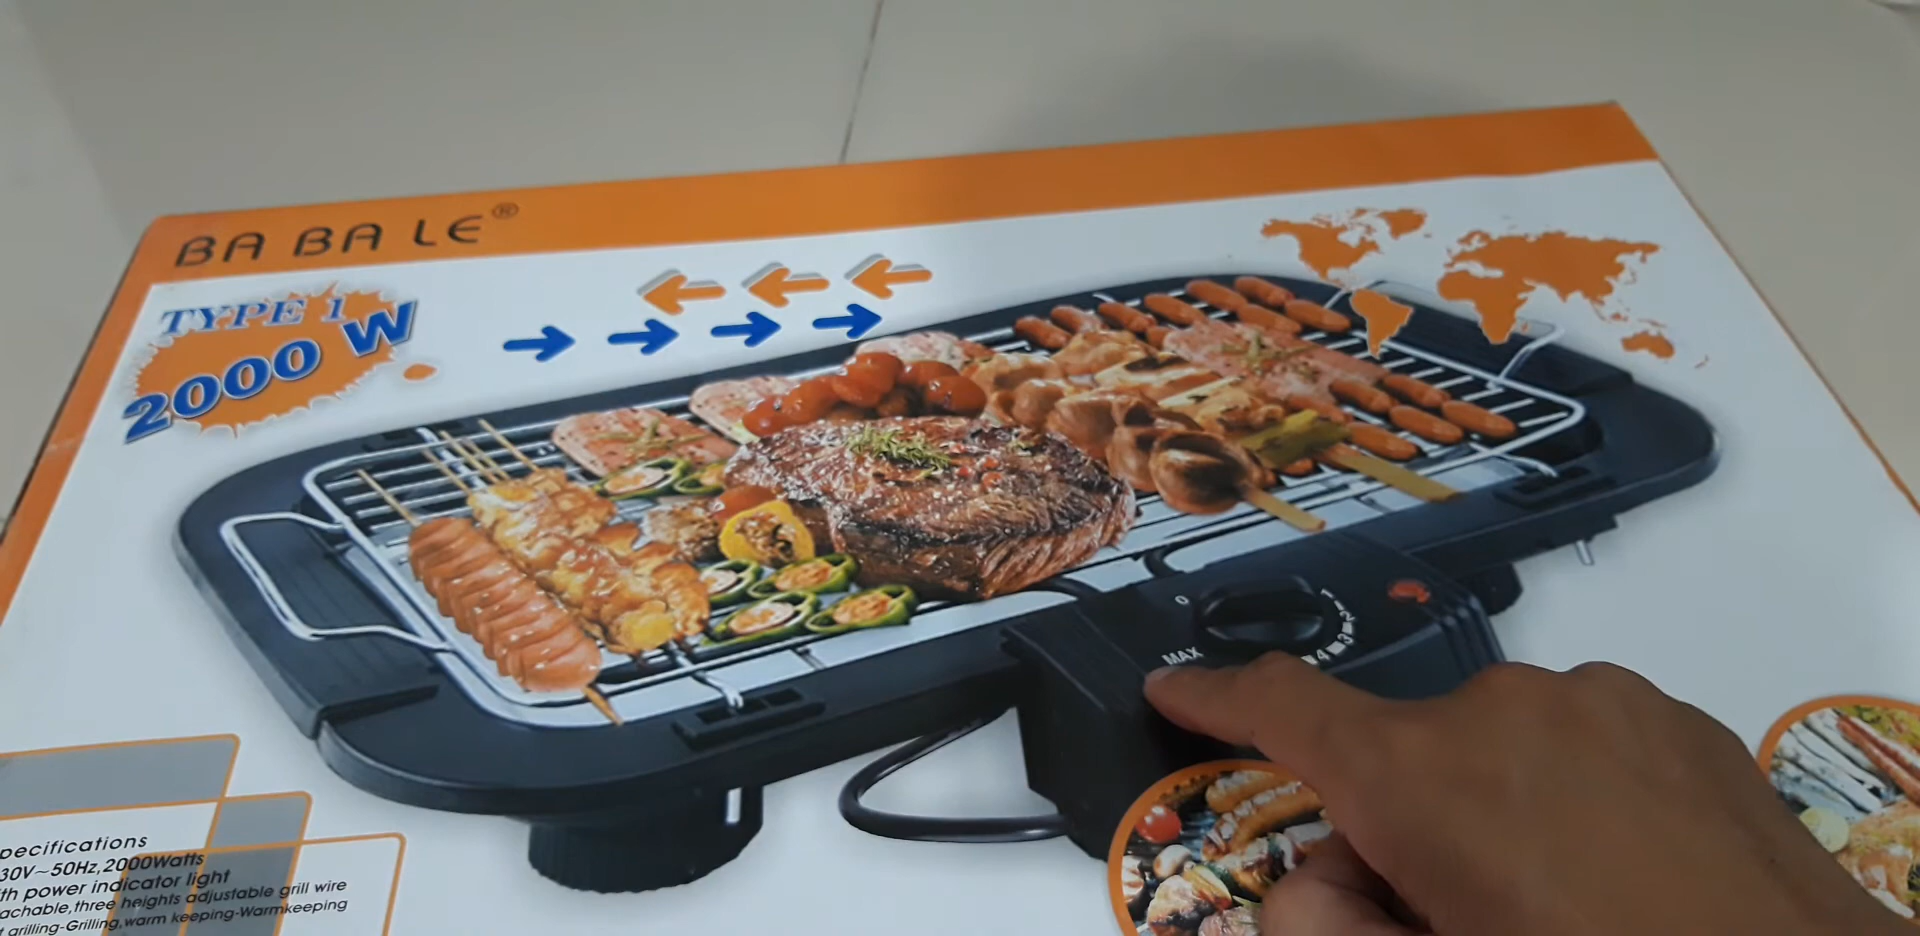 BA BA LE®
TYPE 1
2000 W
0
1
2
3
4
MAX
pecifications
30V~50Hz,2000Watts
th power indicator light
achable,three heights adjustable grill wire
t grilling-Grilling,warm keeping-Warmkeeping